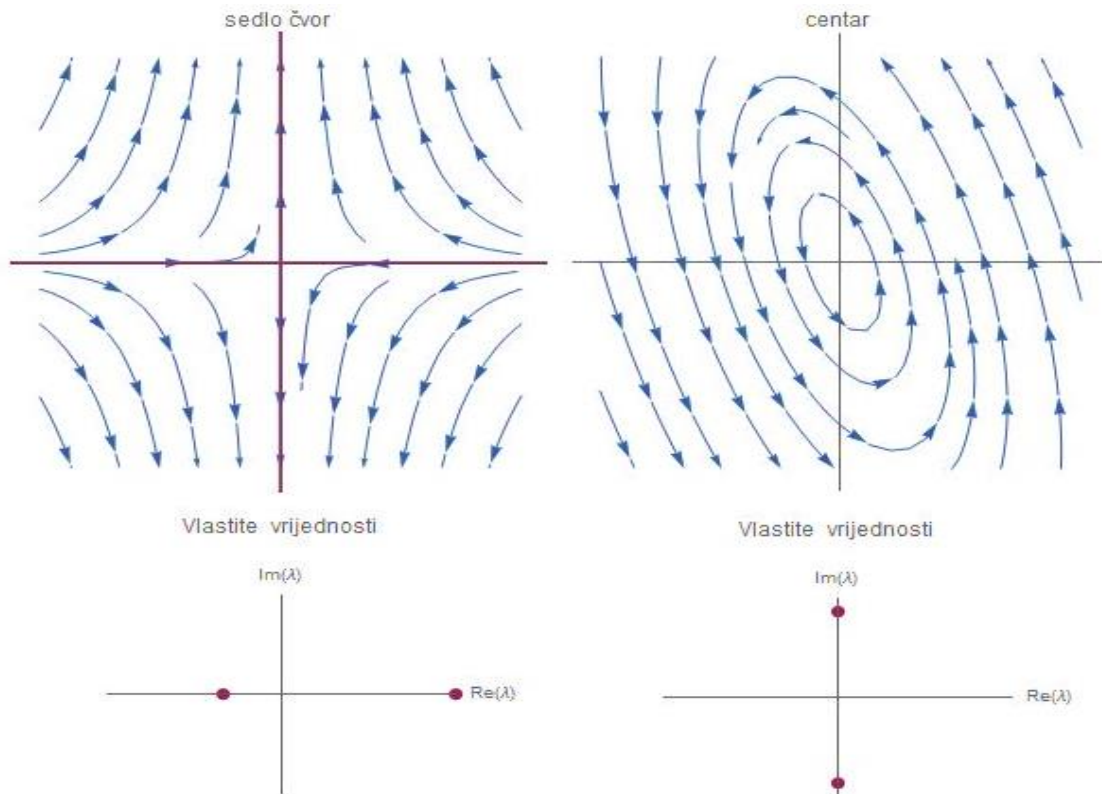 sedlo čvor
centar
Vlastite vrijednosti
Vlastite vrijednosti
Im(λ)
Im(λ)
Re(λ)
Re(λ)